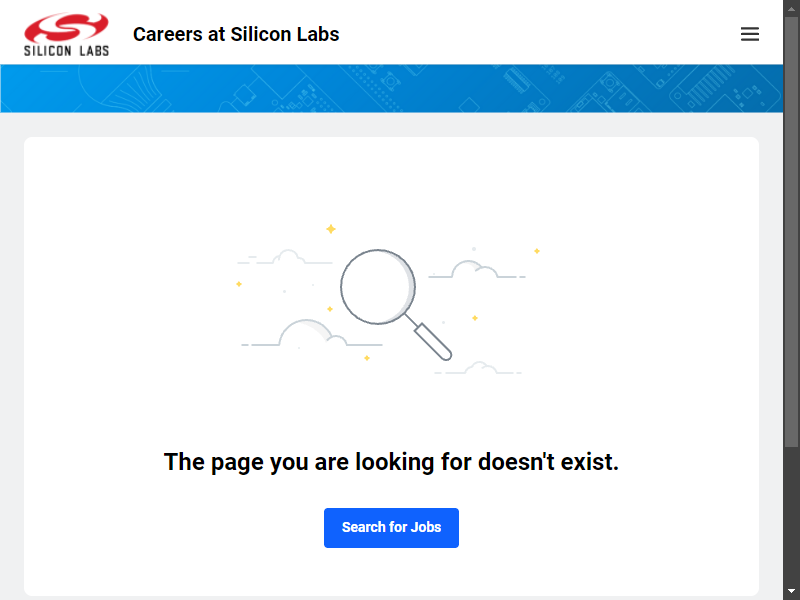 SILICON LABS
Careers at Silicon Labs
The page you are looking for doesn't exist.
Search for Jobs